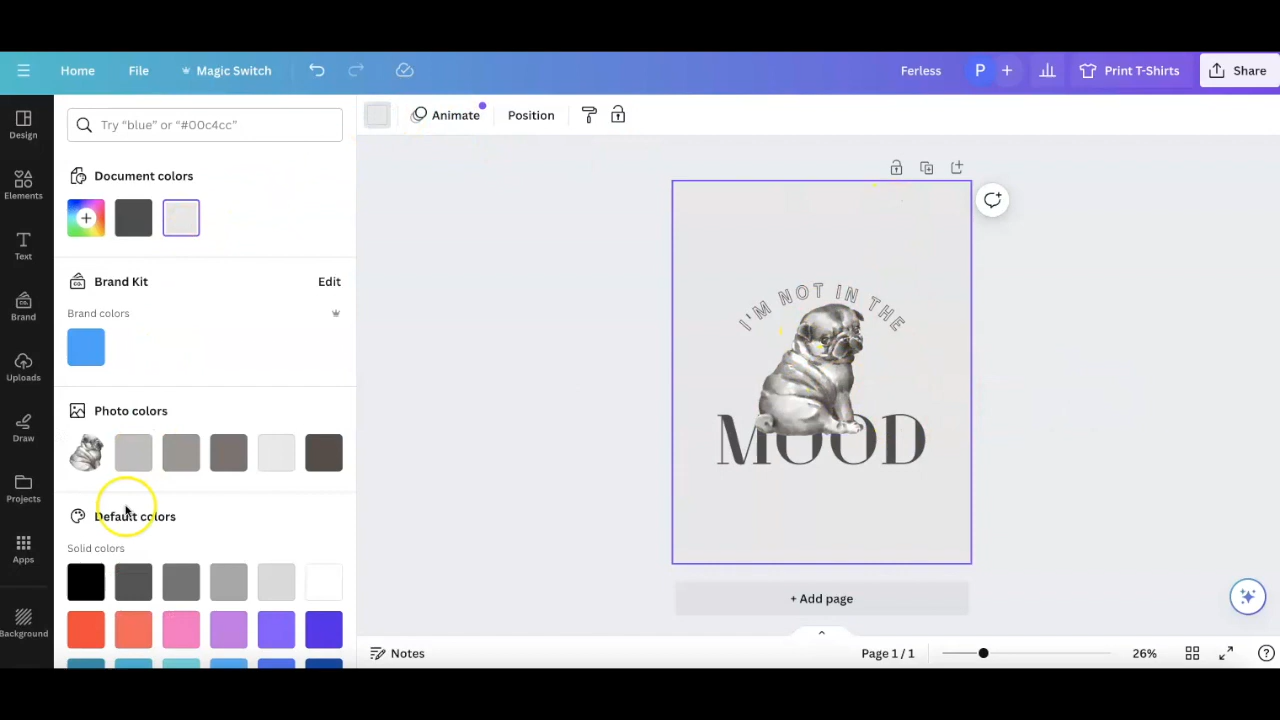 Home File Magic Switch Ferless P Print T-Shirts Share
Design
Elements
Text
Brand
Uploads
Draw
Projects
Apps
Background
Try “blue” or “#00c4cc”
Document colors
Brand Kit Edit
Brand colors
Photo colors
Default colors
Solid colors
Animate Position
I'M NOT IN THE
MOOD
+ Add page
Notes Page 1 / 1 26%